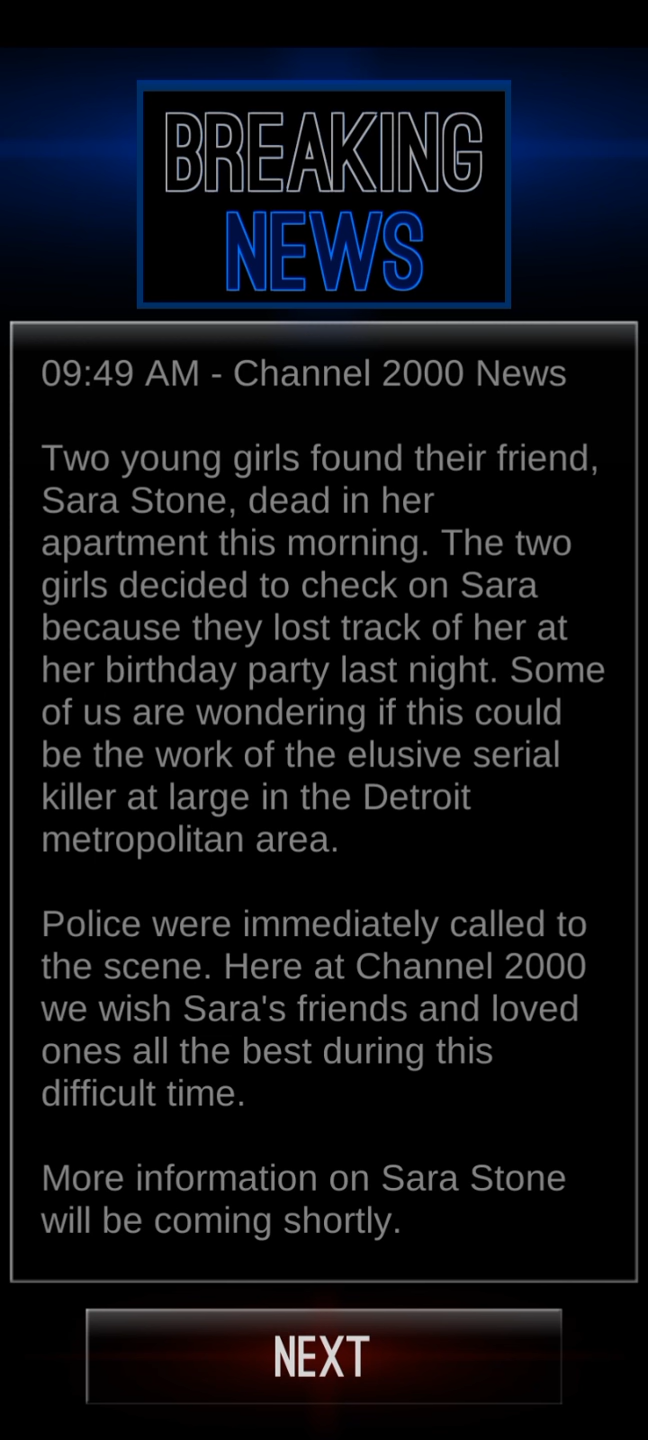 BREAKING
NEWS
09:49 AM - Channel 2000 News
Two young girls found their friend,
Sara Stone, dead in her
apartment this morning. The two
girls decided to check on Sara
because they lost track of her at
her birthday party last night. Some
of us are wondering if this could
be the work of the elusive serial
killer at large in the Detroit
metropolitan area.
Police were immediately called to
the scene. Here at Channel 2000
we wish Sara's friends and loved
ones all the best during this
difficult time.
More information on Sara Stone
will be coming shortly.
NEXT